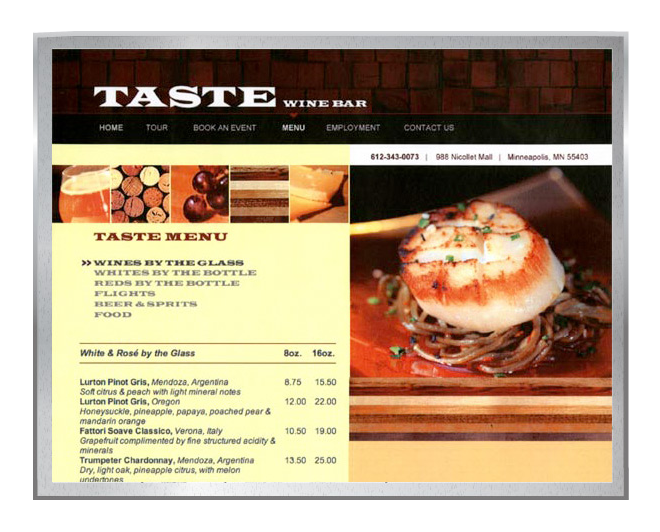 TASTE WINE BAR
HOME TOUR BOOK AN EVENT MENU EMPLOYMENT CONTACT US
612-343-0073 | 988 Nicollet Mall | Minneapolis, MN 55403
TASTE MENU
» WINES BY THE GLASS
WHITES BY THE BOTTLE
REDS BY THE BOTTLE
FLIGHTS
BEER & SPRITS
FOOD
White & Rosé by the Glass 8oz. 16oz.
Lurton Pinot Gris, Mendoza, Argentina 8.75 15.50
Soft citrus & peach with light mineral notes
Lurton Pinot Gris, Oregon 12.00 22.00
Honeysuckle, pineapple, papaya, poached pear &
mandarin orange
Fattori Soave Classico, Verona, Italy 10.50 19.00
Grapefruit complimented by fine structured acidity &
minerals
Trumpeter Chardonnay, Mendoza, Argentina 13.50 25.00
Dry, light oak, pineapple citrus, with melon
undertones